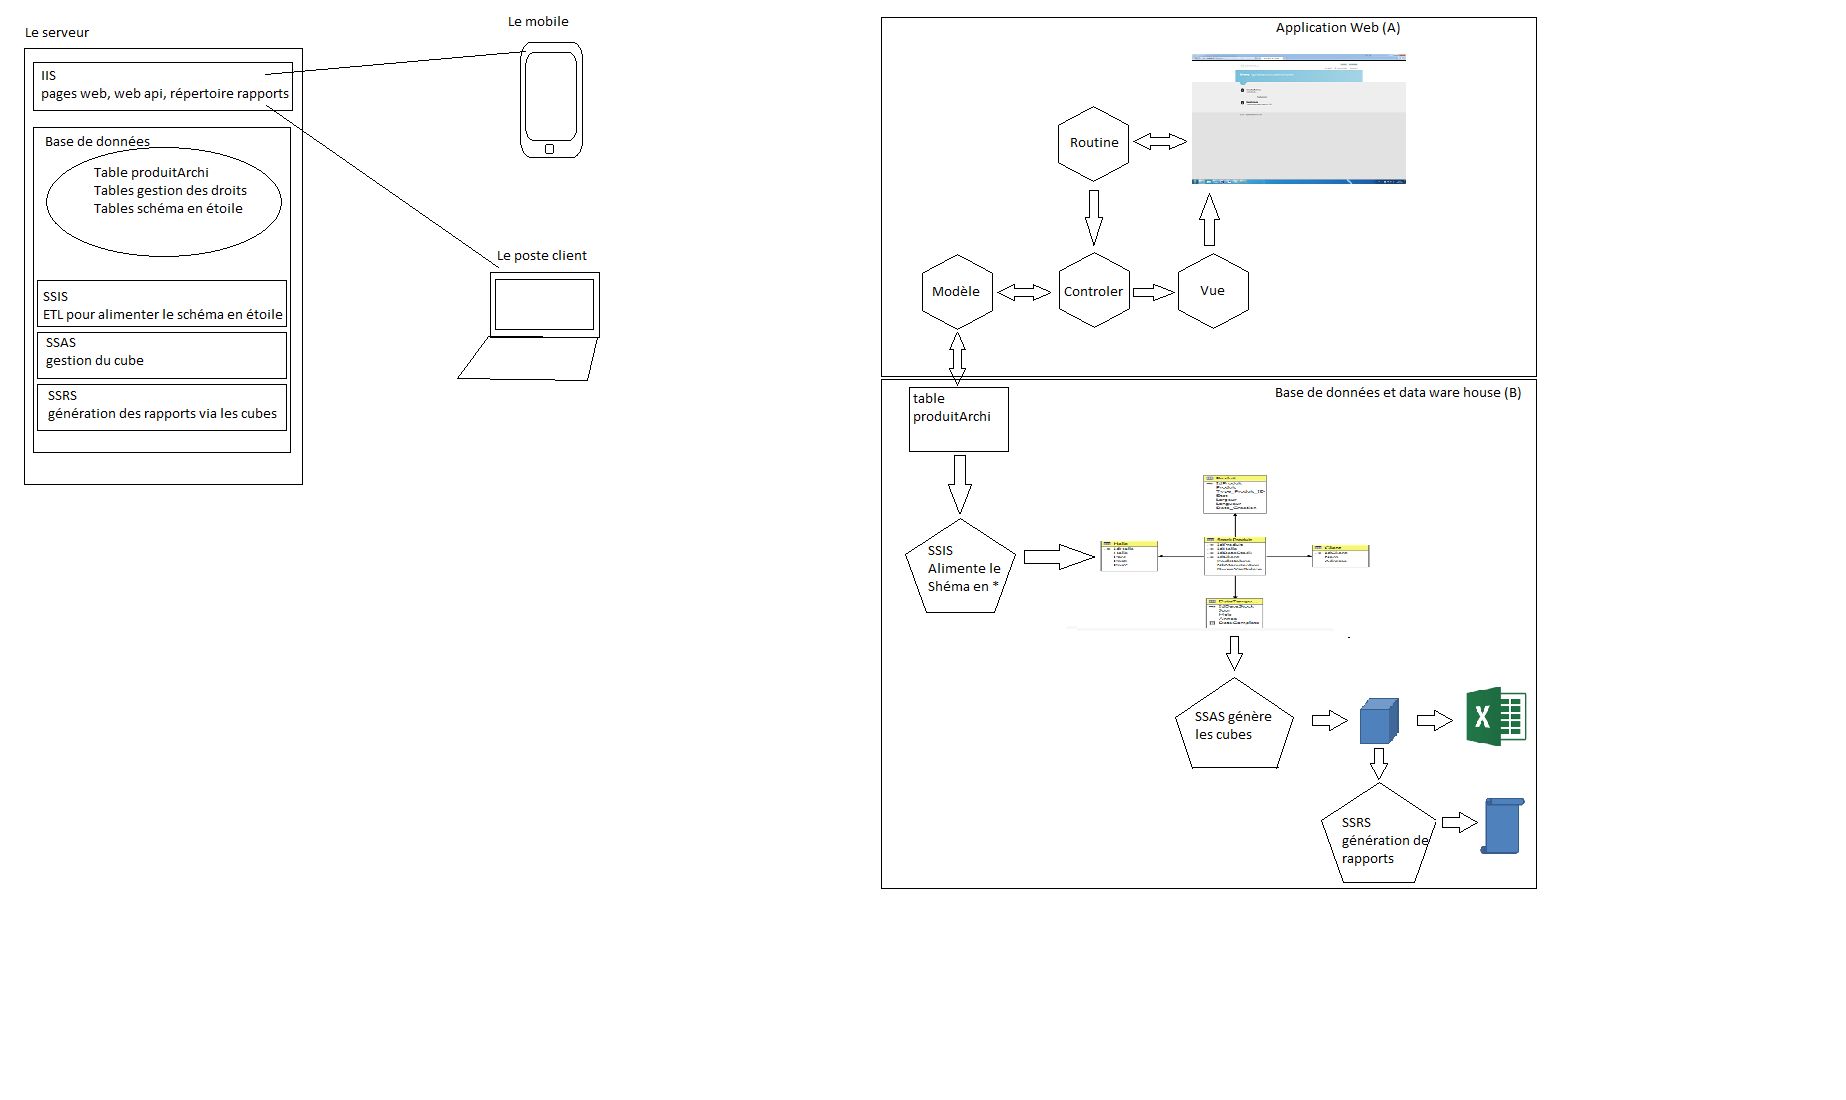 Le serveur
IIS
pages web, web api, répertoire rapports
Base de données
Table produitArchi
Tables gestion des droits
Tables schéma en étoile
SSIS
ETL pour alimenter le schéma en étoile
SSAS
gestion du cube
SSRS
génération des rapports via les cubes
Le mobile
Le poste client
Application Web (A)
Routine
Modèle
Controler
Vue
Base de données et data ware house (B)
table
produitArchi
SSIS
Alimente le
Shéma en *
Produit
Client
SSAS génère
les cubes
X
SSRS
génération de
rapports